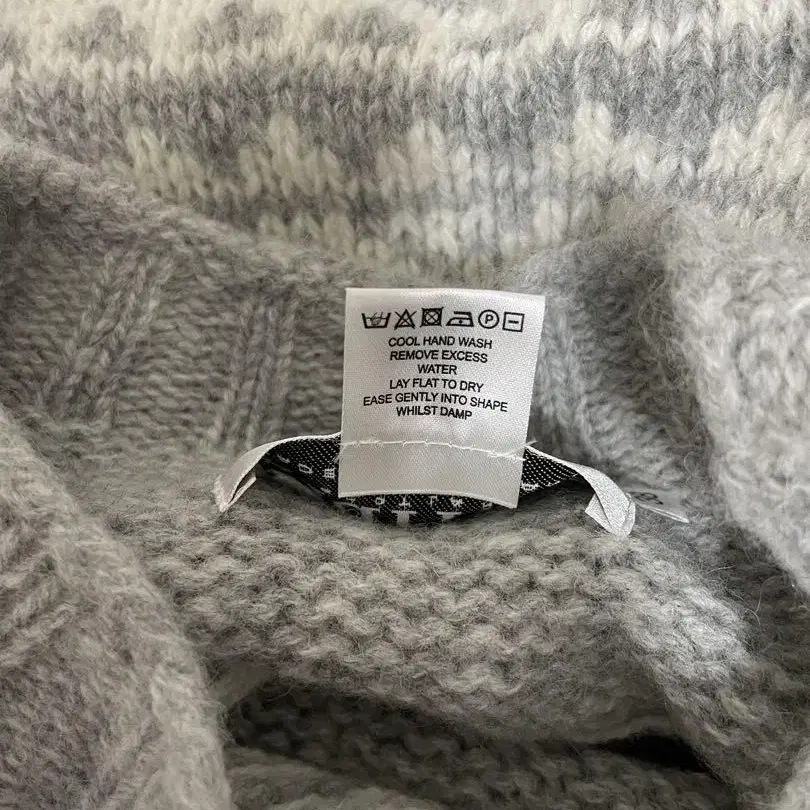 P
COOL HAND WASH
REMOVE EXCESS
WATER
LAY FLAT TO DRY
EASE GENTLY INTO SHAPE
WHILST DAMP